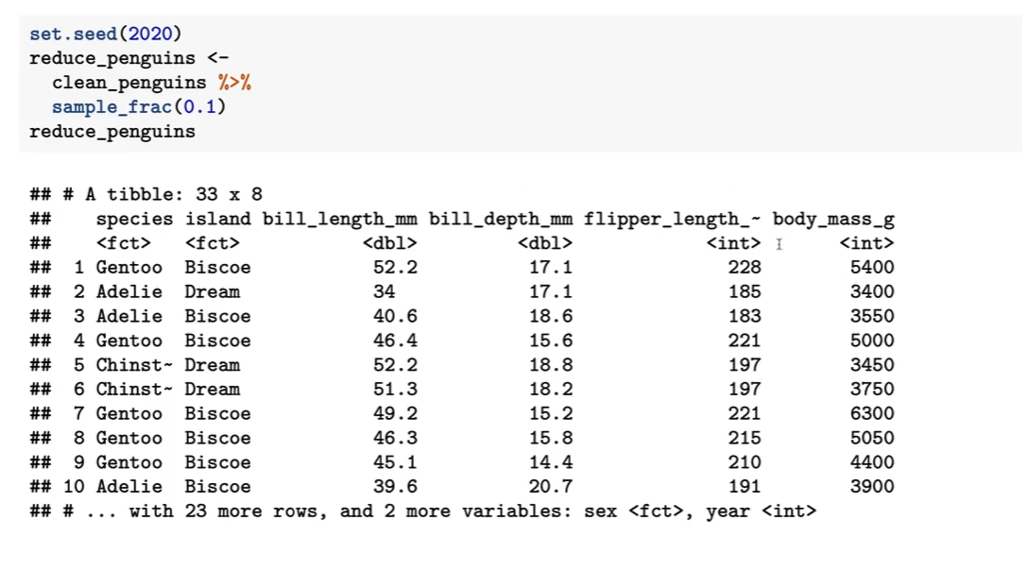 set.seed(2020)
reduce_penguins <-
  clean_penguins %>%
  sample_frac(0.1)
reduce_penguins
## # A tibble: 33 x 8
##    species island bill_length_mm bill_depth_mm flipper_length_~ body_mass_g
##    <fct>   <fct>           <dbl>         <dbl>            <int>       <int>
##  1 Gentoo  Biscoe           52.2          17.1              228        5400
##  2 Adelie  Dream            34            17.1              185        3400
##  3 Adelie  Biscoe           40.6          18.6              183        3550
##  4 Gentoo  Biscoe           46.4          15.6              221        5000
##  5 Chinst~ Dream            52.2          18.8              197        3450
##  6 Chinst~ Dream            51.3          18.2              197        3750
##  7 Gentoo  Biscoe           49.2          15.2              221        6300
##  8 Gentoo  Biscoe           46.3          15.8              215        5050
##  9 Gentoo  Biscoe           45.1          14.4              210        4400
## 10 Adelie  Biscoe           39.6          20.7              191        3900
## # ... with 23 more rows, and 2 more variables: sex <fct>, year <int>